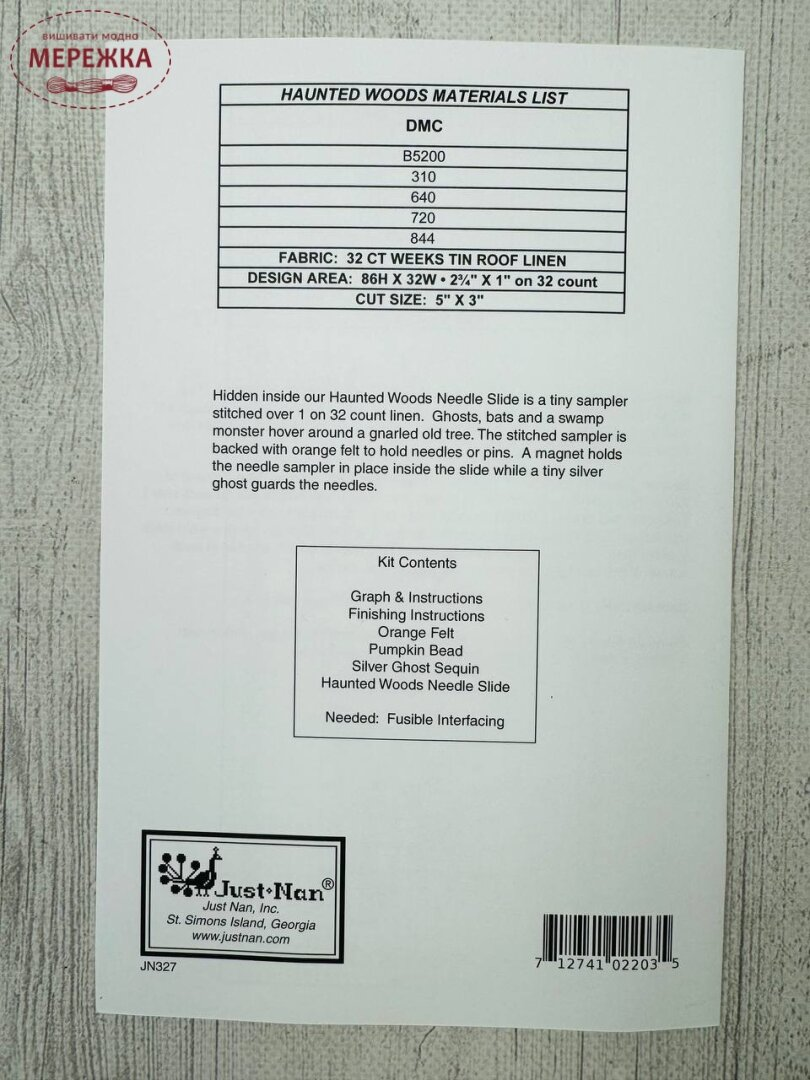 вишивати модно
МЕРЕЖКА
HAUNTED WOODS MATERIALS LIST
DMC
B5200
310
640
720
844
FABRIC: 32 CT WEEKS TIN ROOF LINEN
DESIGN AREA: 86H X 32W • 2¾" X 1" on 32 count
CUT SIZE: 5" X 3"
Hidden inside our Haunted Woods Needle Slide is a tiny sampler
stitched over 1 on 32 count linen. Ghosts, bats and a swamp
monster hover around a gnarled old tree. The stitched sampler is
backed with orange felt to hold needles or pins. A magnet holds
the needle sampler in place inside the slide while a tiny silver
ghost guards the needles.
Kit Contents
Graph & Instructions
Finishing Instructions
Orange Felt
Pumpkin Bead
Silver Ghost Sequin
Haunted Woods Needle Slide
Needed: Fusible Interfacing
Just Nan®
Just Nan, Inc.
St. Simons Island, Georgia
www.justnan.com
JN327
7 12741 02203 5